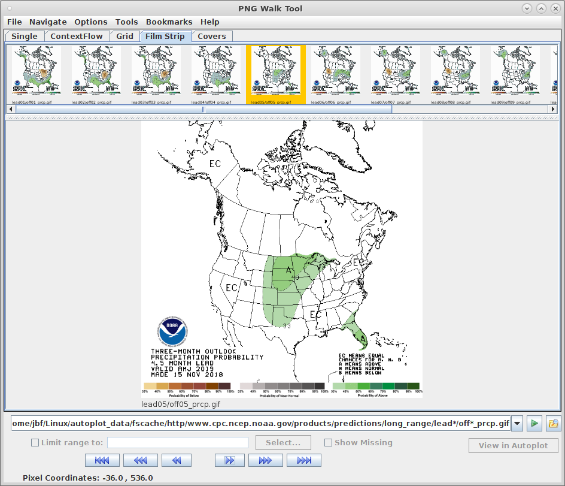 PNG Walk Tool
File Navigate Options Tools Bookmarks Help
Single ContextFlow Grid Film Strip Covers
EC
A
EC
EC
EC
NOAA
THREE-MONTH OUTLOOK
PRECIPITATION PROBABILITY
4.5 MONTH LEAD
VALID AMJ 2019
MADE 15 NOV 2018
EC MEANS EQUAL
CHANCES FOR A, N, B
A MEANS ABOVE
N MEANS NORMAL
B MEANS BELOW
lead05/off05_prcp.gif
ome/jbf/Linux/autoplot_data/fscache/http/www.cpc.ncep.noaa.gov/products/predictions/long_range/lead*/off*_prcp.gif
Limit range to: Select... Show Missing View in Autoplot
Pixel Coordinates: -36.0 , 536.0